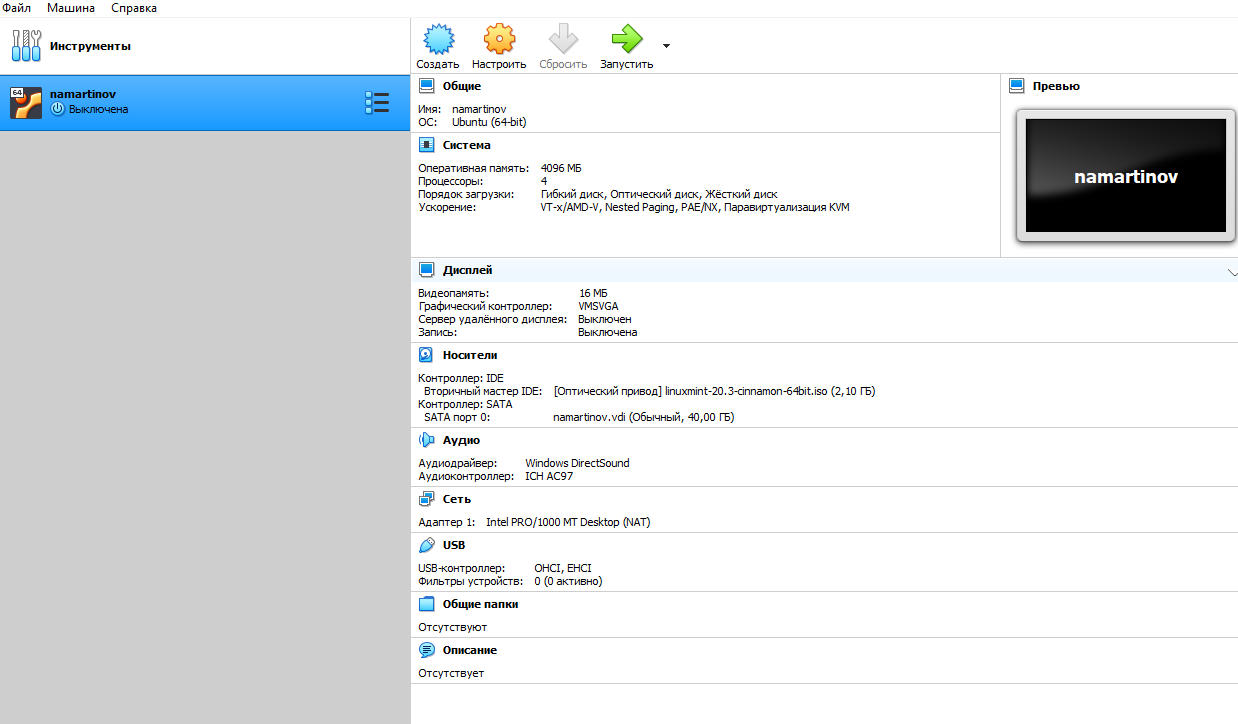 Файл Машина Справка
Инструменты
64
namartinov
Выключена
Создать Настроить Сбросить Запустить
Общие
Имя: namartinov
ОС: Ubuntu (64-bit)
Превью
namartinov
Система
Оперативная память: 4096 МБ
Процессоры: 4
Порядок загрузки: Гибкий диск, Оптический диск, Жёсткий диск
Ускорение: VT-x/AMD-V, Nested Paging, PAE/NX, Паравиртуализация KVM
Дисплей
Видеопамять: 16 МБ
Графический контроллер: VMSVGA
Сервер удалённого дисплея: Выключен
Запись: Выключена
Носители
Контроллер: IDE
Вторичный мастер IDE: [Оптический привод] linuxmint-20.3-cinnamon-64bit.iso (2,10 ГБ)
Контроллер: SATA
SATA порт 0: namartinov.vdi (Обычный, 40,00 ГБ)
Аудио
Аудиодрайвер: Windows DirectSound
Аудиоконтроллер: ICH AC97
Сеть
Адаптер 1: Intel PRO/1000 MT Desktop (NAT)
USB
USB-контроллер: OHCI, EHCI
Фильтры устройств: 0 (0 активно)
Общие папки
Отсутствуют
Описание
Отсутствует